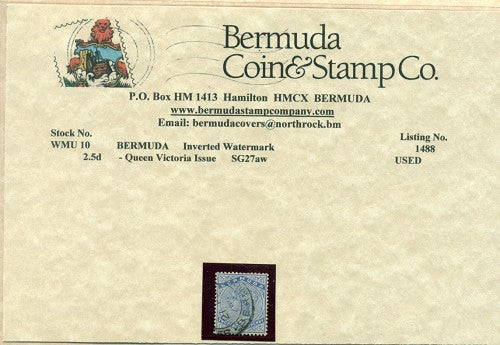 Bermuda
Coin&Stamp Co.
P.O. Box HM 1413 Hamilton HMCX BERMUDA
www.bermudastampcompany.com
Email: bermudacovers@northrock.bm
Stock No. Listing No.
WMU 10 BERMUDA Inverted Watermark 1488
2.5d - Queen Victoria Issue SG27aw USED
BERMUDA